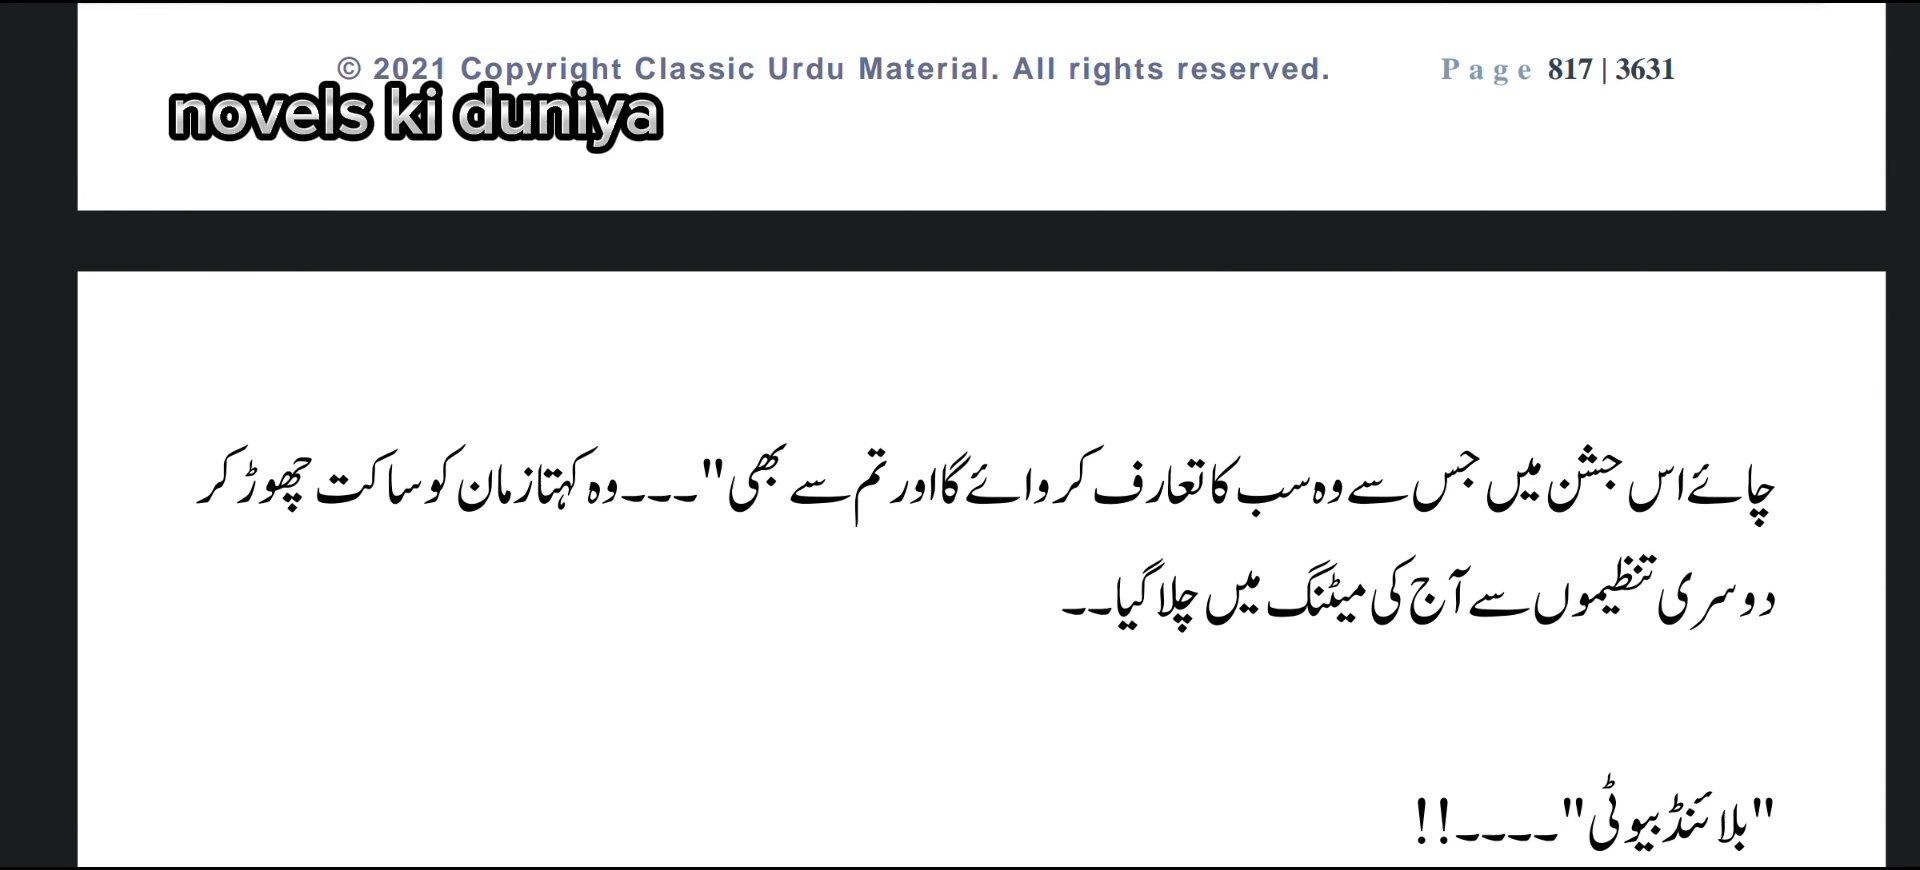 © 2021 Copyright Classic Urdu Material. All rights reserved. Page 817 | 3631
novels ki duniya
چائے اس جشن میں جس سے وہ سب کا تعارف کروائے گا اور تم سے بھی"۔۔۔ وہ کہتا زمان کو ساکت چھوڑ کر
دوسری تنظیموں سے آج کی میٹنگ میں چلا گیا۔۔
"بلائنڈ بیوٹی"۔۔۔۔!!